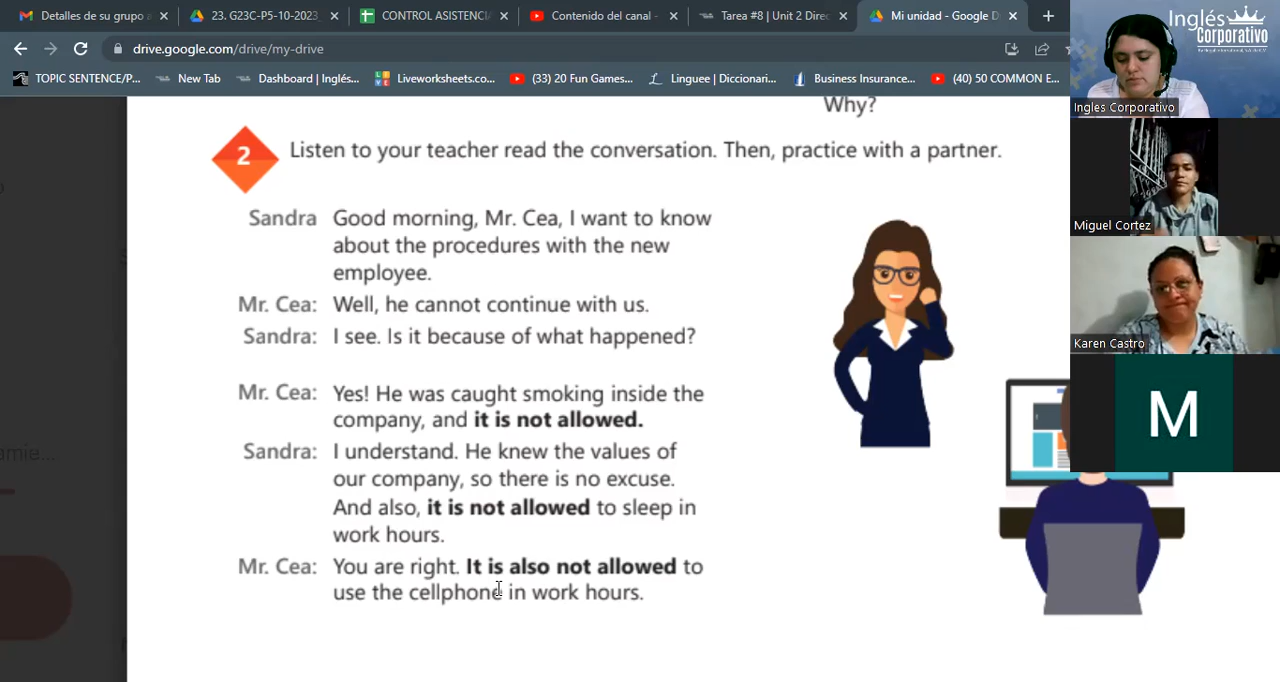 Detalles de su grupo a
23. G23C-P5-10-2023_
CONTROL ASISTENCIA
Contenido del canal -
Tarea #8 | Unit 2 Direc
Mi unidad - Google D
drive.google.com/drive/my-drive
TOPIC SENTENCE/P...
New Tab
Dashboard | Inglés...
Liveworksheets.co...
(33) 20 Fun Games...
Linguee | Diccionari...
Business Insurance...
(40) 50 COMMON E...
Inglés
Corporativo
Ingles Corporativo
Miguel Cortez
Karen Castro
M
Why?
2
Listen to your teacher read the conversation. Then, practice with a partner.
Sandra Good morning, Mr. Cea, I want to know
about the procedures with the new
employee.
Mr. Cea: Well, he cannot continue with us.
Sandra: I see. Is it because of what happened?
Mr. Cea: Yes! He was caught smoking inside the
company, and it is not allowed.
Sandra: I understand. He knew the values of
our company, so there is no excuse.
And also, it is not allowed to sleep in
work hours.
Mr. Cea: You are right. It is also not allowed to
use the cellphone in work hours.
mie...